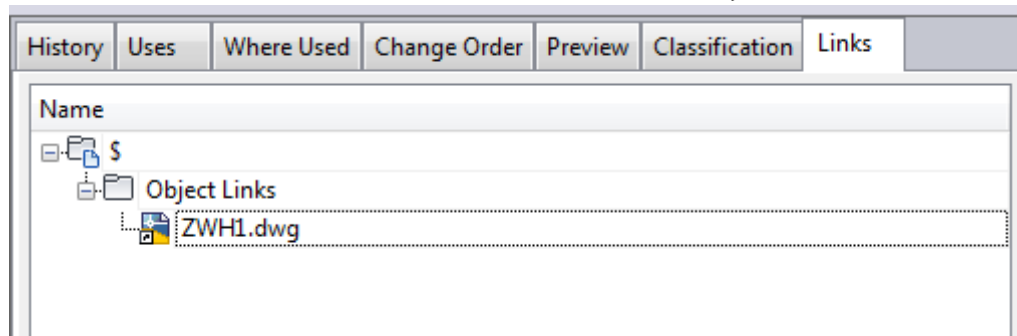 History Uses Where Used Change Order Preview Classification Links
Name
$
Object Links
ZWH1.dwg